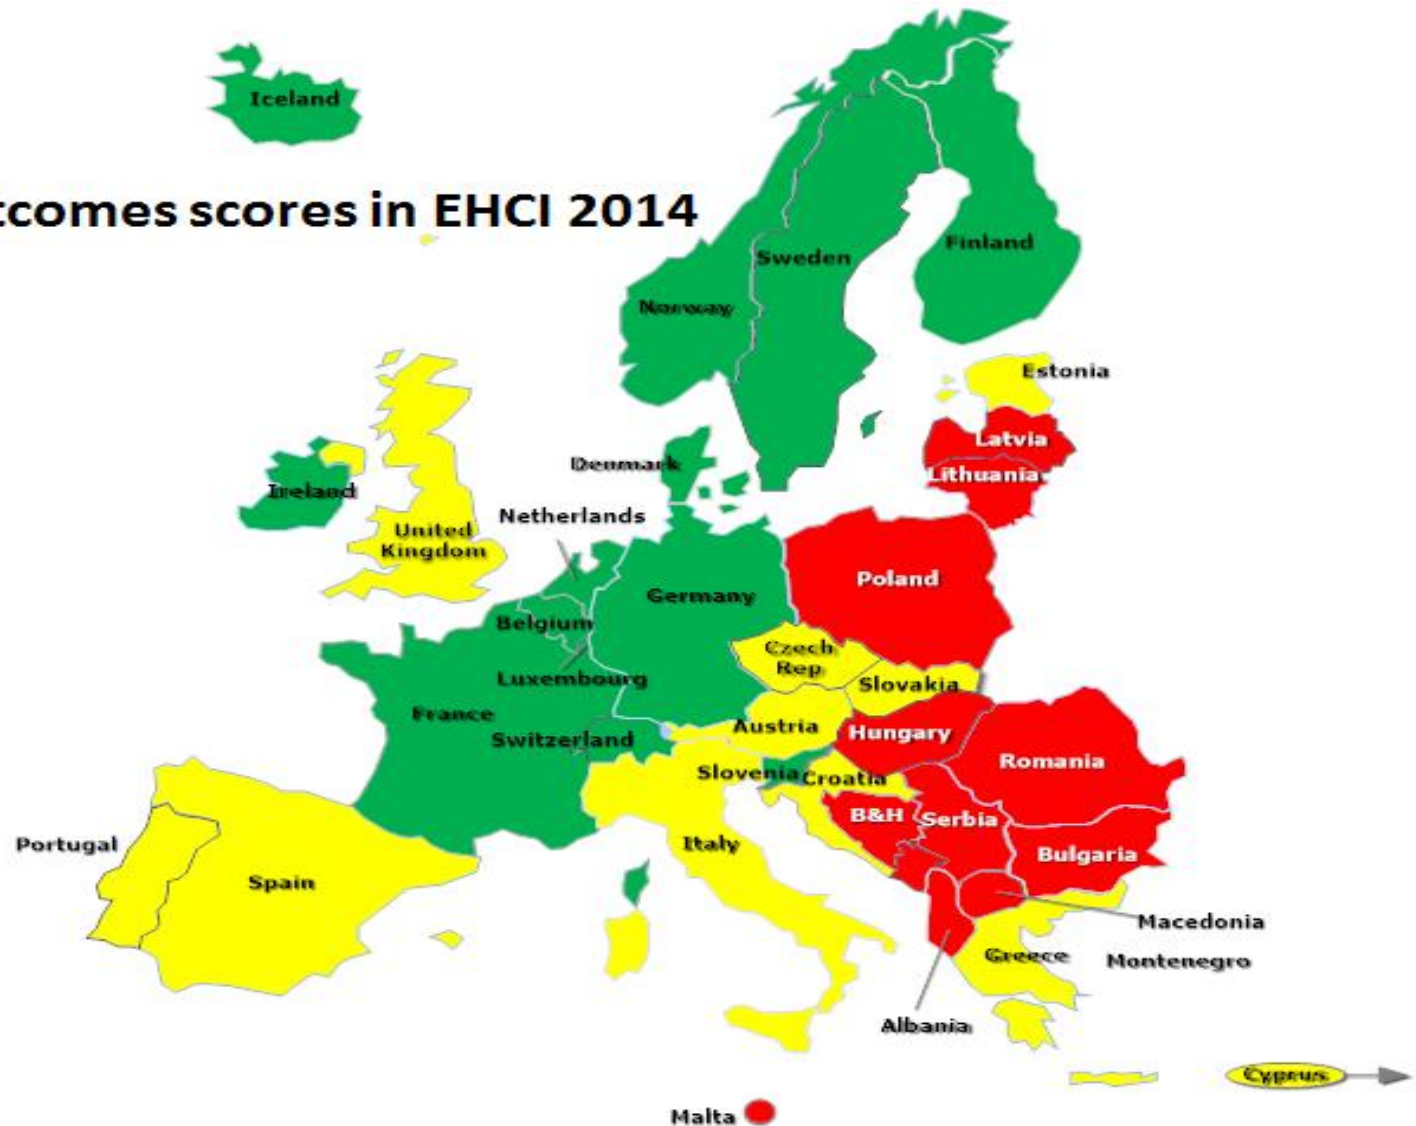 Iceland
tcomes scores in EHCI 2014
Finland
Sweden
Norway
Estonia
Latvia
Denmark
Lithuania
Ireland
Netherlands
United
Kingdom
Poland
Germany
Belgium
Czech
Rep
Luxembourg
Slovakia
France
Austria
Switzerland
Hungary
Romania
Slovenia
Croatia
B&H
Serbia
Portugal
Italy
Bulgaria
Spain
Macedonia
Greece
Montenegro
Albania
Cyprus
Malta